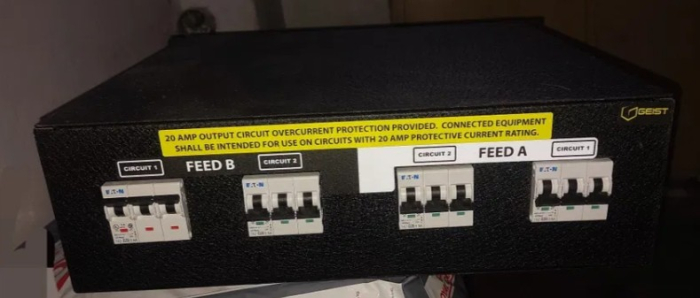 GEIST
20 AMP OUTPUT CIRCUIT OVERCURRENT PROTECTION PROVIDED. CONNECTED EQUIPMENT
SHALL BE INTENDED FOR USE ON CIRCUITS WITH 20 AMP PROTECTIVE CURRENT RATING.
CIRCUIT 1
FEED B
CIRCUIT 2
CIRCUIT 2
FEED A
CIRCUIT 1
E·T·N
E·T·N
E·T·N
E·T·N